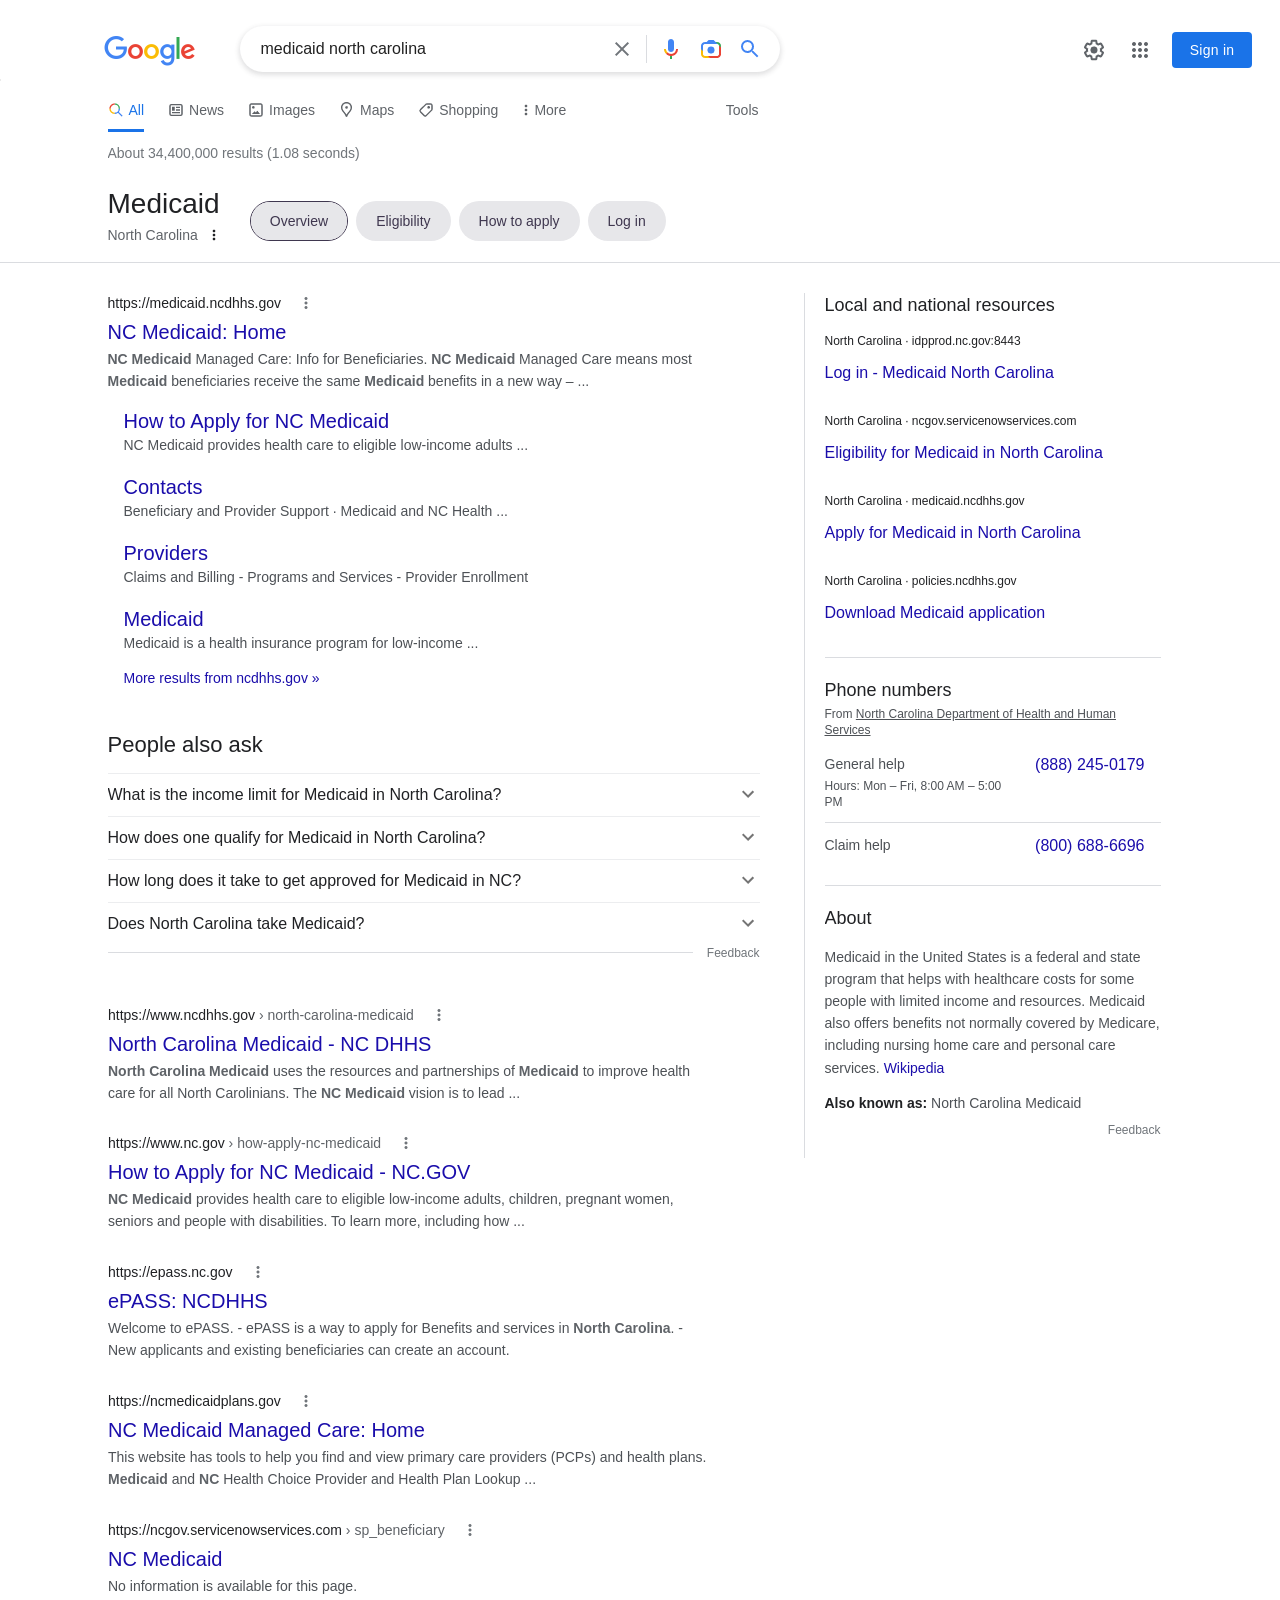 Google
medicaid north carolina
Sign in
All
News
Images
Maps
Shopping
More
Tools
About 34,400,000 results (1.08 seconds)
Medicaid
North Carolina
Overview
Eligibility
How to apply
Log in
https://medicaid.ncdhhs.gov
NC Medicaid: Home
NC Medicaid Managed Care: Info for Beneficiaries. NC Medicaid Managed Care means most
Medicaid beneficiaries receive the same Medicaid benefits in a new way – ...
How to Apply for NC Medicaid
NC Medicaid provides health care to eligible low-income adults ...
Contacts
Beneficiary and Provider Support · Medicaid and NC Health ...
Providers
Claims and Billing - Programs and Services - Provider Enrollment
Medicaid
Medicaid is a health insurance program for low-income ...
More results from ncdhhs.gov »
People also ask
What is the income limit for Medicaid in North Carolina?
How does one qualify for Medicaid in North Carolina?
How long does it take to get approved for Medicaid in NC?
Does North Carolina take Medicaid?
Feedback
https://www.ncdhhs.gov › north-carolina-medicaid
North Carolina Medicaid - NC DHHS
North Carolina Medicaid uses the resources and partnerships of Medicaid to improve health
care for all North Carolinians. The NC Medicaid vision is to lead ...
https://www.nc.gov › how-apply-nc-medicaid
How to Apply for NC Medicaid - NC.GOV
NC Medicaid provides health care to eligible low-income adults, children, pregnant women,
seniors and people with disabilities. To learn more, including how ...
https://epass.nc.gov
ePASS: NCDHHS
Welcome to ePASS. - ePASS is a way to apply for Benefits and services in North Carolina. -
New applicants and existing beneficiaries can create an account.
https://ncmedicaidplans.gov
NC Medicaid Managed Care: Home
This website has tools to help you find and view primary care providers (PCPs) and health plans.
Medicaid and NC Health Choice Provider and Health Plan Lookup ...
https://ncgov.servicenowservices.com › sp_beneficiary
NC Medicaid
No information is available for this page.
Local and national resources
North Carolina · idpprod.nc.gov:8443
Log in - Medicaid North Carolina
North Carolina · ncgov.servicenowservices.com
Eligibility for Medicaid in North Carolina
North Carolina · medicaid.ncdhhs.gov
Apply for Medicaid in North Carolina
North Carolina · policies.ncdhhs.gov
Download Medicaid application
Phone numbers
From North Carolina Department of Health and Human
Services
General help
(888) 245-0179
Hours: Mon – Fri, 8:00 AM – 5:00
PM
Claim help
(800) 688-6696
About
Medicaid in the United States is a federal and state
program that helps with healthcare costs for some
people with limited income and resources. Medicaid
also offers benefits not normally covered by Medicare,
including nursing home care and personal care
services. Wikipedia
Also known as: North Carolina Medicaid
Feedback